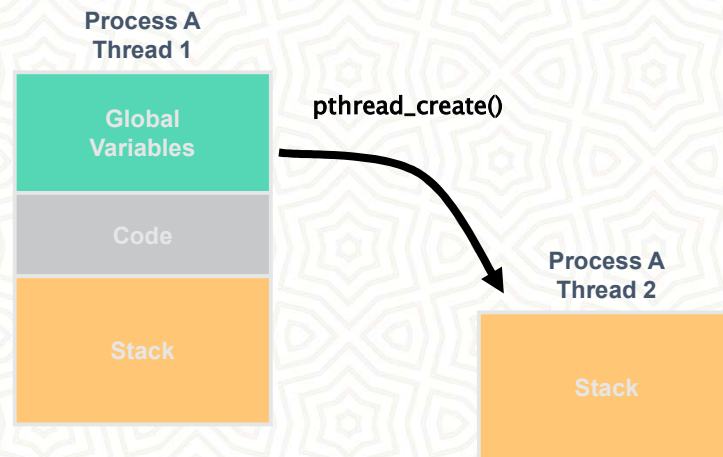 Process A
Thread 1
Global
Variables
Code
Stack
pthread_create()
Process A
Thread 2
Stack